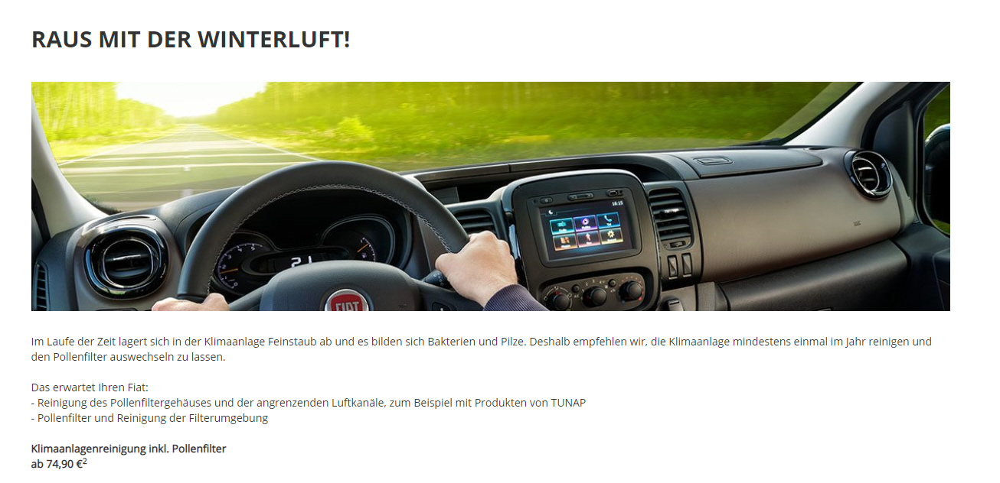 RAUS MIT DER WINTERLUFT!
16:15
21
FIAT
Im Laufe der Zeit lagert sich in der Klimaanlage Feinstaub ab und es bilden sich Bakterien und Pilze. Deshalb empfehlen wir, die Klimaanlage mindestens einmal im Jahr reinigen und
den Pollenfilter auswechseln zu lassen.
Das erwartet Ihren Fiat:
- Reinigung des Pollenfiltergehäuses und der angrenzenden Luftkanäle, zum Beispiel mit Produkten von TUNAP
- Pollenfilter und Reinigung der Filterumgebung
Klimaanlagenreinigung inkl. Pollenfilter
ab 74,90 €²